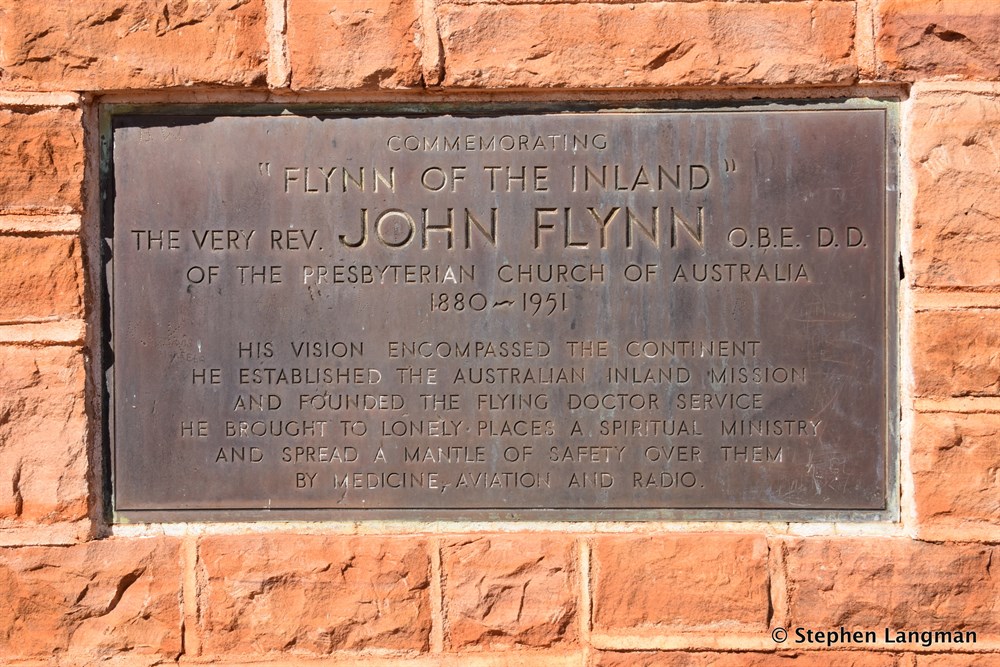 COMMEMORATING
"FLYNN OF THE INLAND"
THE VERY REV. JOHN FLYNN O.B.E. D.D.
OF THE PRESBYTERIAN CHURCH OF AUSTRALIA
1880~1951
HIS VISION ENCOMPASSED THE CONTINENT
HE ESTABLISHED THE AUSTRALIAN INLAND MISSION
AND FOUNDED THE FLYING DOCTOR SERVICE
HE BROUGHT TO LONELY PLACES A SPIRITUAL MINISTRY
AND SPREAD A MANTLE OF SAFETY OVER THEM
BY MEDICINE, AVIATION AND RADIO.
© Stephen Langman